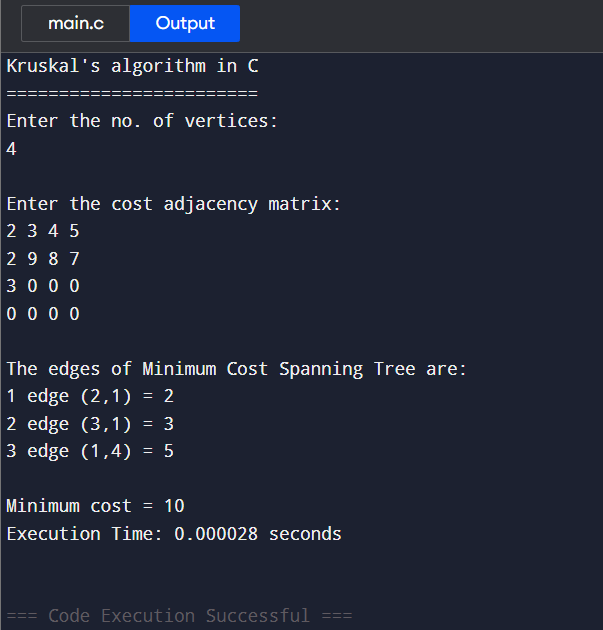 main.c Output
Kruskal's algorithm in C
========================
Enter the no. of vertices:
4
Enter the cost adjacency matrix:
2 3 4 5
2 9 8 7
3 0 0 0
0 0 0 0
The edges of Minimum Cost Spanning Tree are:
1 edge (2,1) = 2
2 edge (3,1) = 3
3 edge (1,4) = 5
Minimum cost = 10
Execution Time: 0.000028 seconds
=== Code Execution Successful ===